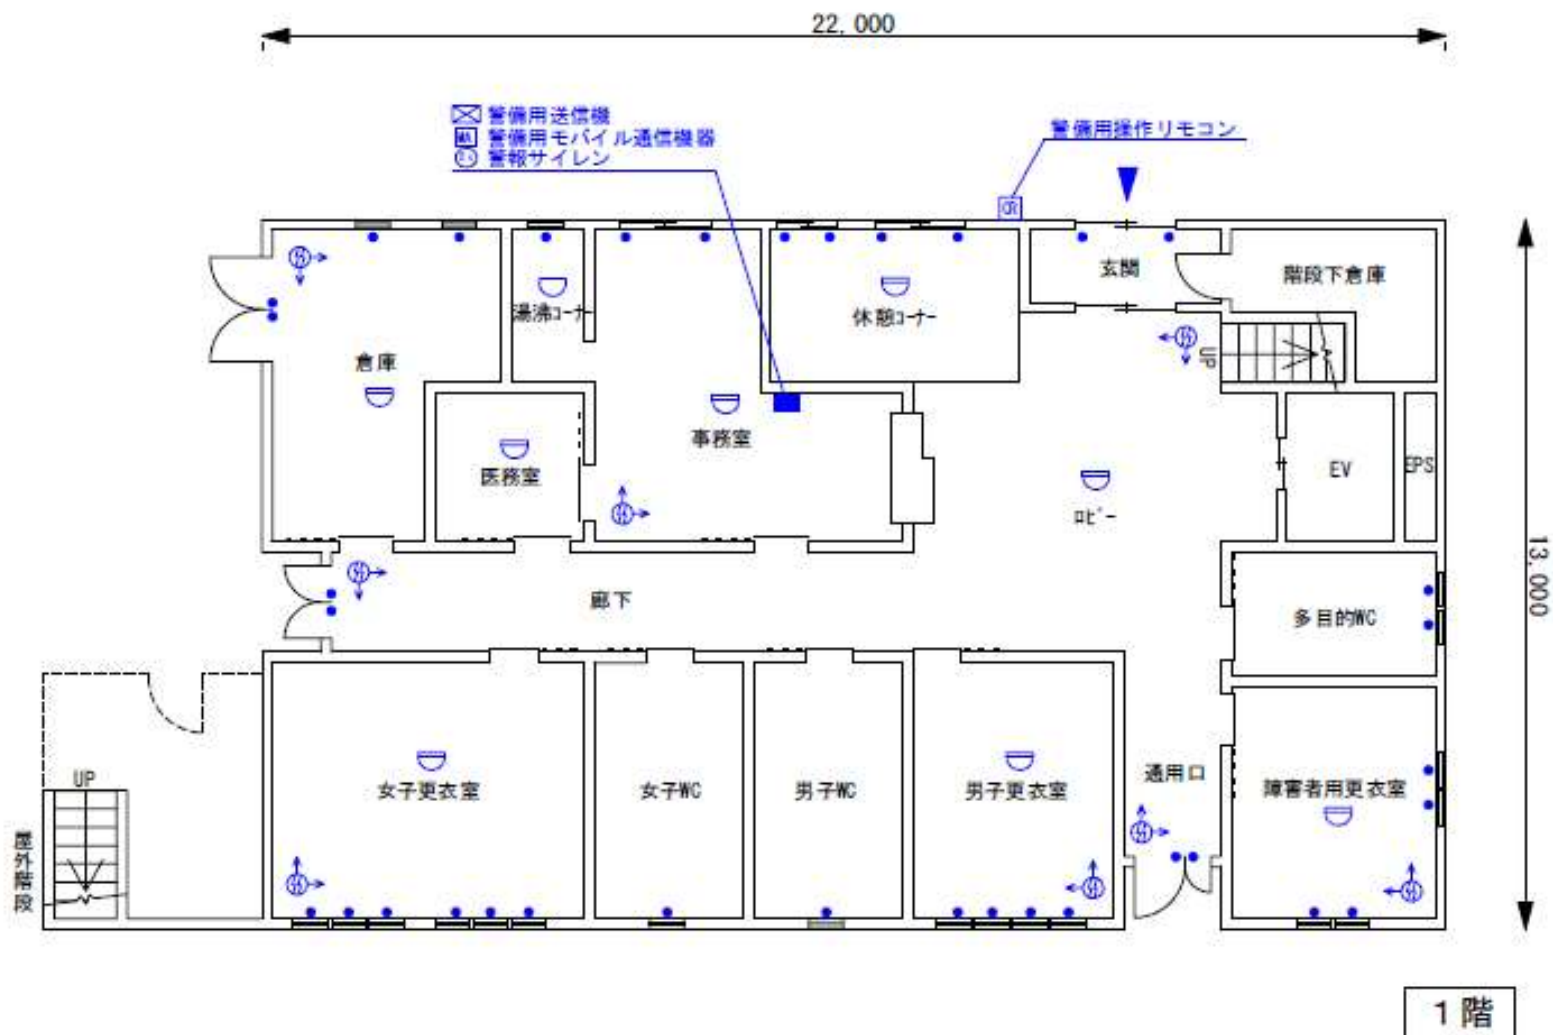 22,000
警備用送信機
警備用モバイル通信機器
警報サイレン
警備用操作リモコン
CR
玄関
階段下倉庫
湯沸コーナー
休憩コーナー
倉庫
UP
事務室
医務室
EV
EPS
ロビー
13,000
廊下
多目的WC
UP
屋外階段
女子更衣室
女子WC
男子WC
男子更衣室
通用口
障害者用更衣室
1階